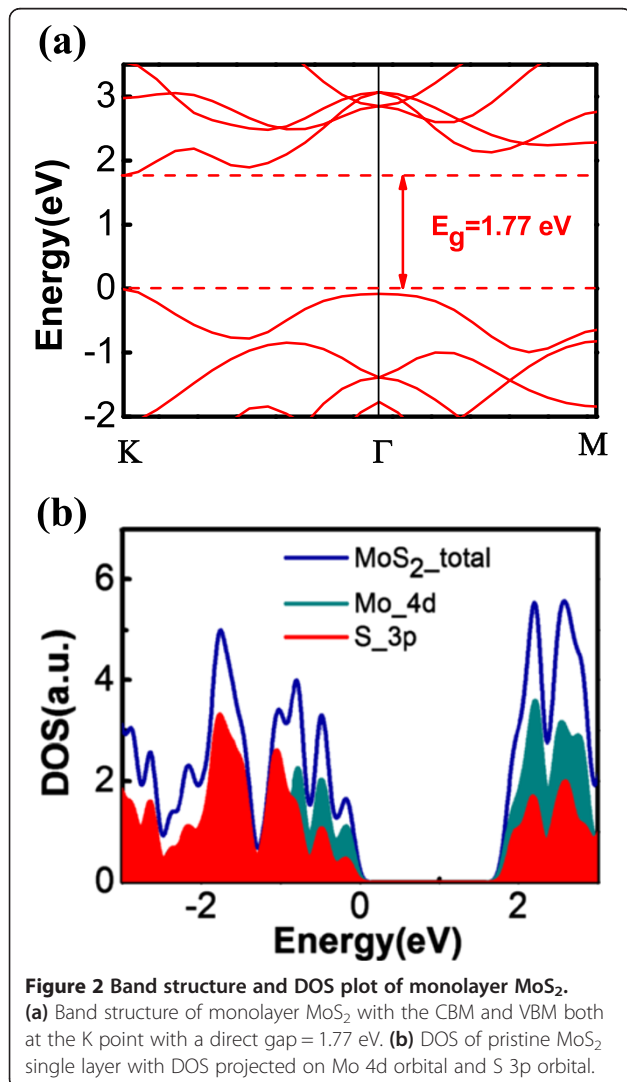 (a)
Energy(eV)
3
2
1
0
-1
-2
E_g=1.77 eV
K
Γ
M
(b)
DOS(a.u.)
6
4
2
0
MoS2_total
Mo_4d
S_3p
-2
0
2
Energy(eV)
Figure 2 Band structure and DOS plot of monolayer MoS2.
(a) Band structure of monolayer MoS2 with the CBM and VBM both
at the K point with a direct gap = 1.77 eV. (b) DOS of pristine MoS2
single layer with DOS projected on Mo 4d orbital and S 3p orbital.